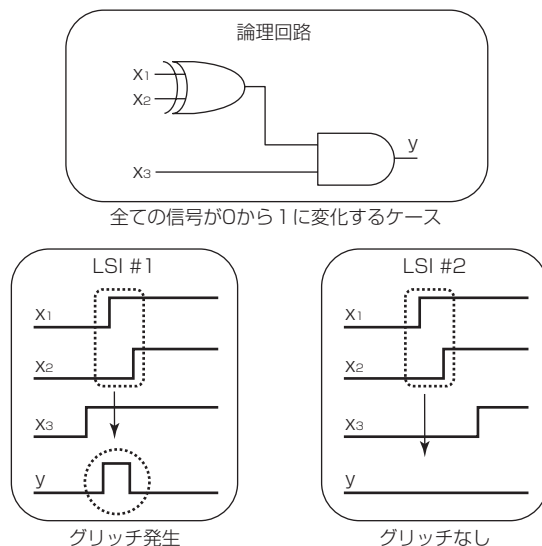 論理回路
X1
X2
X3
y
全ての信号が0から1に変化するケース
LSI #1
X1
X2
X3
y
グリッチ発生
LSI #2
X1
X2
X3
y
グリッチなし